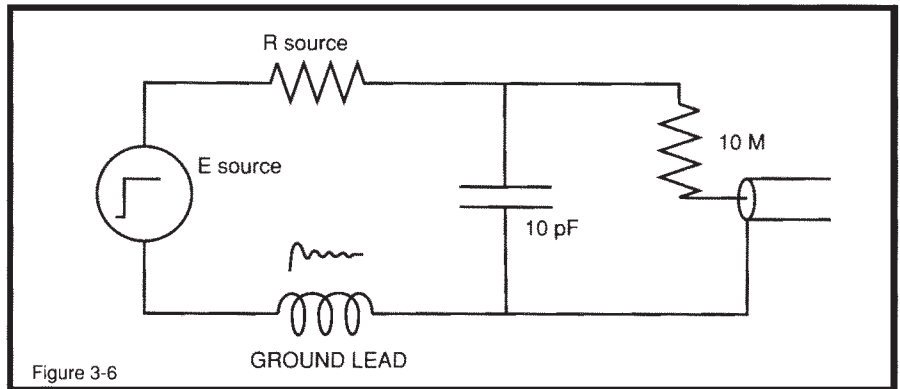 R source
10 M
E source
10 pF
GROUND LEAD
Figure 3-6